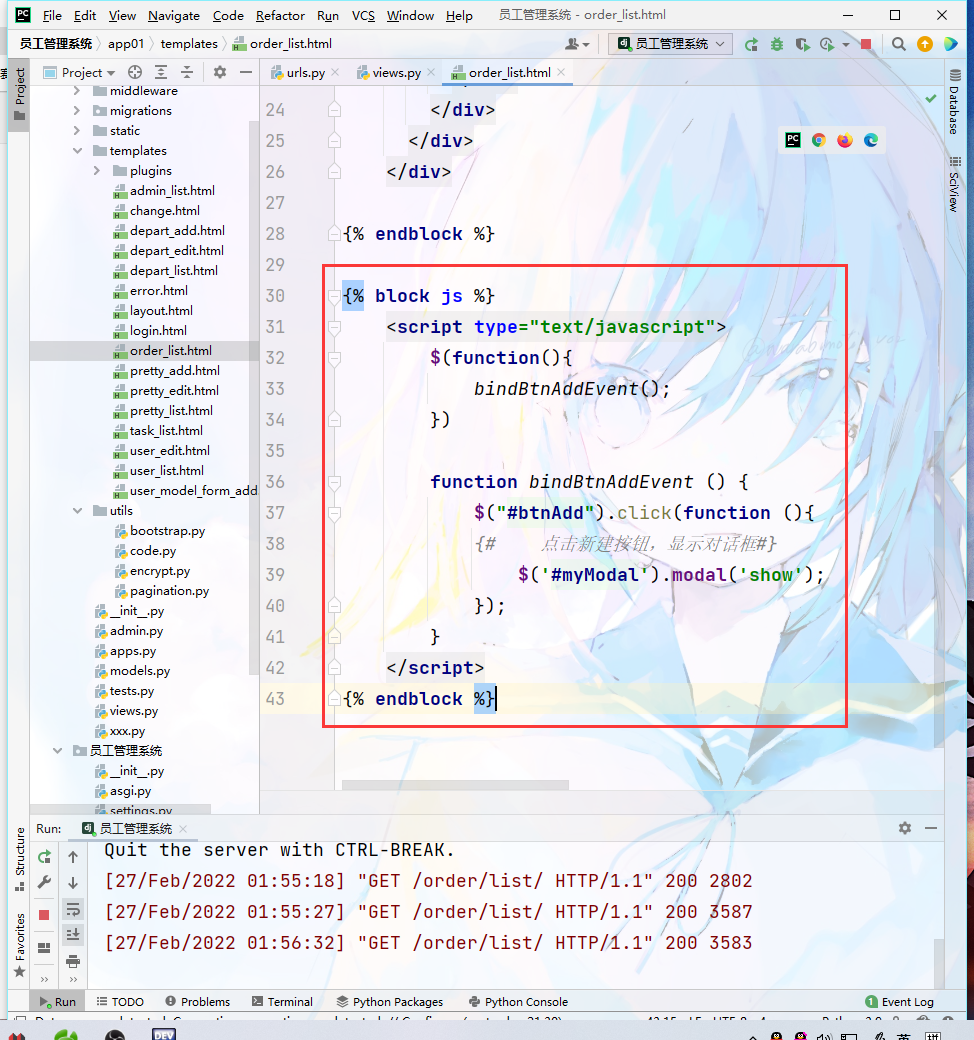 File Edit View Navigate Code Refactor Run VCS Window Help 员工管理系统 - order_list.html
员工管理系统 app01 templates order_list.html 员工管理系统
Project urls.py views.py order_list.html
Project
Database
SciView
middleware
migrations
static
templates
plugins
admin_list.html
change.html
depart_add.html
depart_edit.html
depart_list.html
error.html
layout.html
login.html
order_list.html
pretty_add.html
pretty_edit.html
pretty_list.html
task_list.html
user_edit.html
user_list.html
user_model_form_add
utils
bootstrap.py
code.py
encrypt.py
pagination.py
__init__.py
admin.py
apps.py
models.py
tests.py
views.py
xxx.py
员工管理系统
__init__.py
asgi.py
settings.py
24 </div>
25 </div>
26 </div>
27
28 {% endblock %}
29
30 {% block js %}
31 <script type="text/javascript">
32 $(function(){
33 bindBtnAddEvent();
34 })
35
36 function bindBtnAddEvent () {
37 $("#btnAdd").click(function (){
38 {# 点击新建按钮，显示对话框#}
39 $('#myModal').modal('show');
40 });
41 }
42 </script>
43 {% endblock %}
Structure
Favorites
Run: 员工管理系统
Quit the server with CTRL-BREAK.
[27/Feb/2022 01:55:18] "GET /order/list/ HTTP/1.1" 200 2802
[27/Feb/2022 01:55:27] "GET /order/list/ HTTP/1.1" 200 3587
[27/Feb/2022 01:56:32] "GET /order/list/ HTTP/1.1" 200 3583
Run TODO Problems Terminal Python Packages Python Console 1 Event Log
DEV
英